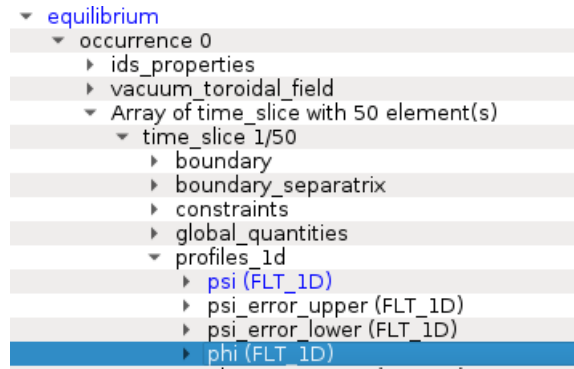 equilibrium
occurrence 0
ids_properties
vacuum_toroidal_field
Array of time_slice with 50 element(s)
time_slice 1/50
boundary
boundary_separatrix
constraints
global_quantities
profiles_1d
psi (FLT_1D)
psi_error_upper (FLT_1D)
psi_error_lower (FLT_1D)
phi (FLT_1D)